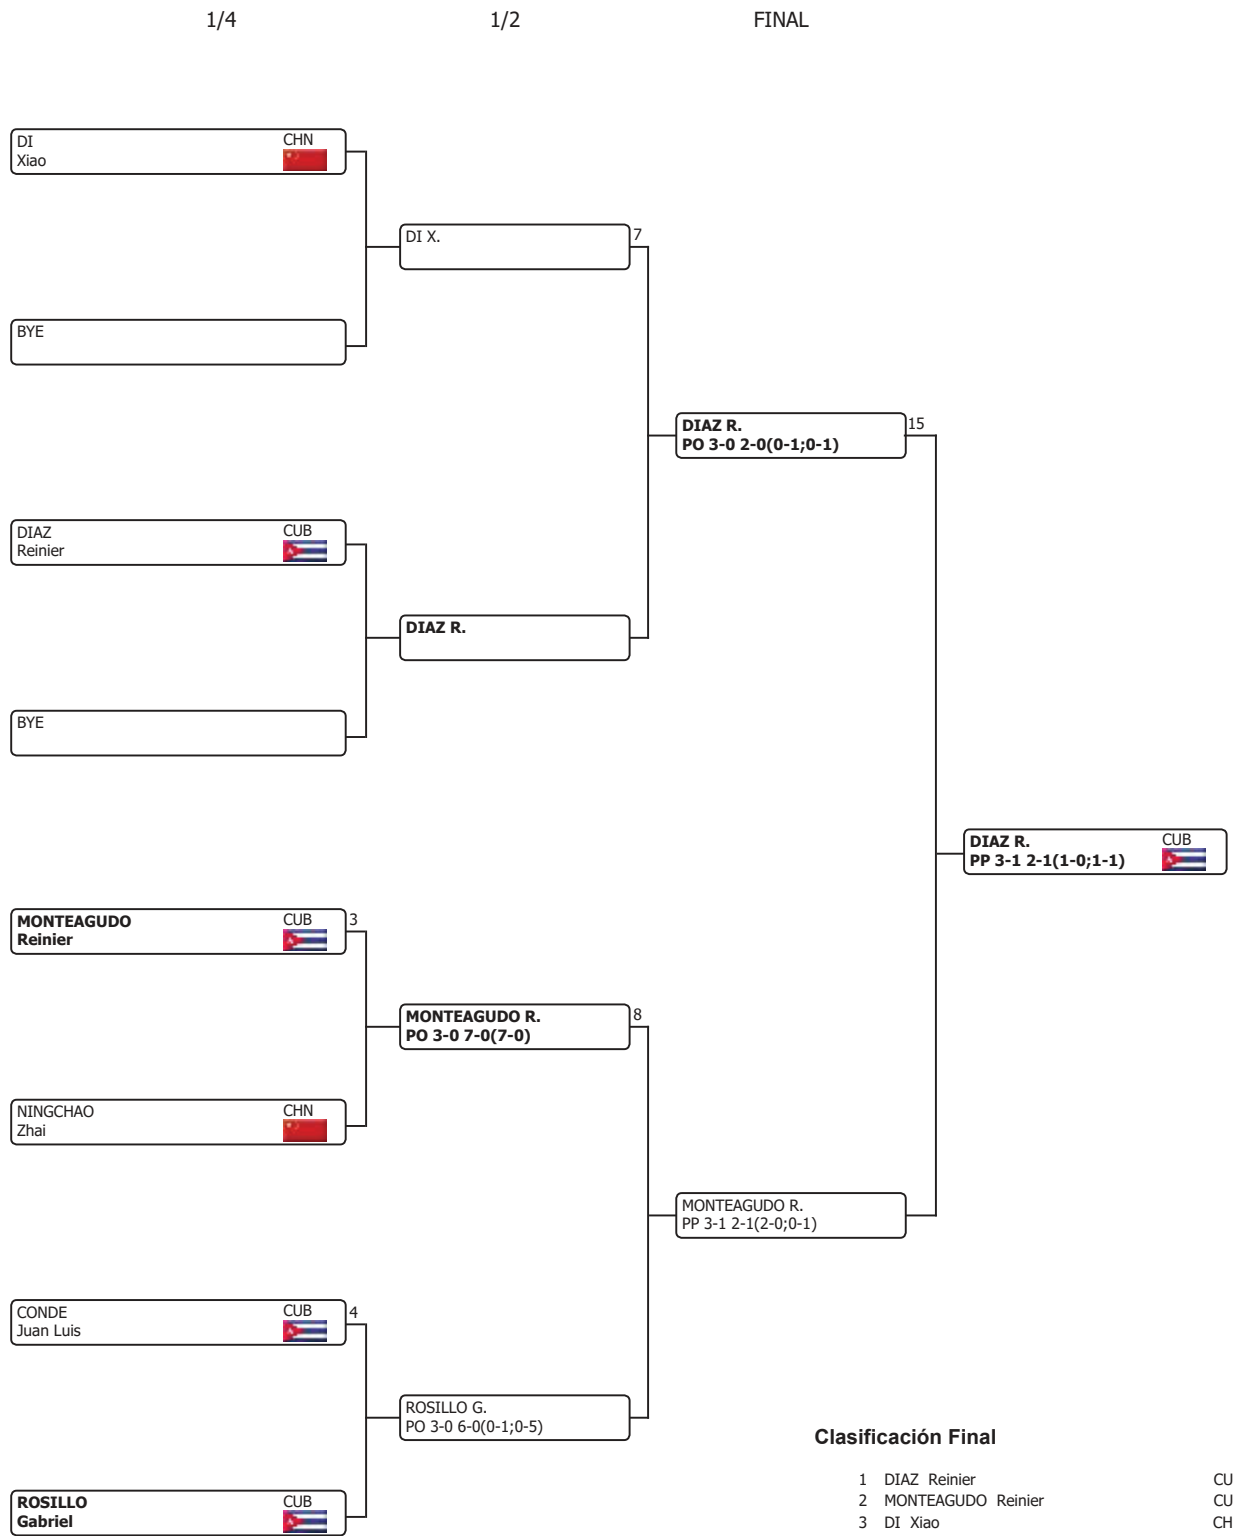 1/4 1/2 FINAL
DI CHN
Xiao
DI X. 7
BYE
DIAZ R. 15
PO 3-0 2-0(0-1;0-1)
DIAZ CUB
Reinier
DIAZ R.
BYE
DIAZ R. CUB
PP 3-1 2-1(1-0;1-1)
MONTEAGUDO CUB 3
Reinier
MONTEAGUDO R. 8
PO 3-0 7-0(7-0)
NINGCHAO CHN
Zhai
MONTEAGUDO R.
PP 3-1 2-1(2-0;0-1)
CONDE CUB 4
Juan Luis
ROSILLO G.
PO 3-0 6-0(0-1;0-5)
Clasificación Final
1 DIAZ Reinier CU
2 MONTEAGUDO Reinier CU
3 DI Xiao CH
ROSILLO CUB
Gabriel